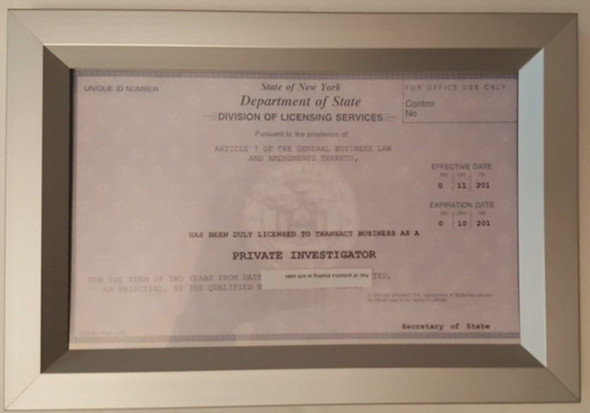 UNIQUE ID NUMBER
State of New York
Department of State
DIVISION OF LICENSING SERVICES
FOR OFFICE USE ONLY
Control
No
Pursuant to the provisions of
ARTICLE 7 OF THE GENERAL BUSINESS LAW
AND AMENDMENTS THERETO,
EFFECTIVE DATE
0 11 201
EXPIRATION DATE
0 10 201
HAS BEEN DULY LICENSED TO TRANSACT BUSINESS AS A
PRIVATE INVESTIGATOR
FOR THE TERM OF TWO YEARS FROM DATE
AS PRINCIPAL, BY THE QUALIFIED
Secretary of State